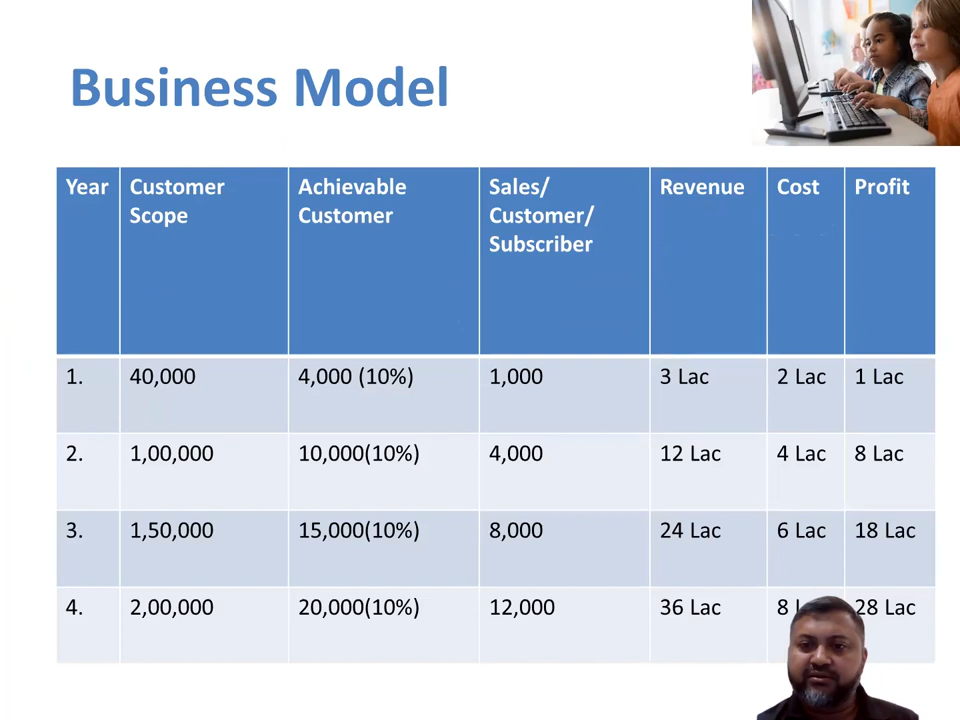 Business Model
Year Customer Achievable Sales/ Revenue Cost Profit
Scope Customer Customer/
Subscriber
1. 40,000 4,000 (10%) 1,000 3 Lac 2 Lac 1 Lac
2. 1,00,000 10,000(10%) 4,000 12 Lac 4 Lac 8 Lac
3. 1,50,000 15,000(10%) 8,000 24 Lac 6 Lac 18 Lac
4. 2,00,000 20,000(10%) 12,000 36 Lac 8 28 Lac